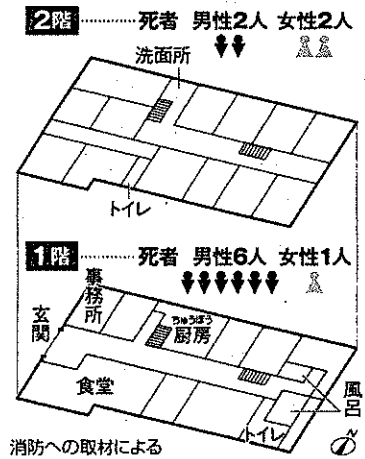 2階 死者 男性2人 女性2人
洗面所
トイレ
1階 死者 男性6人 女性1人
事務所
玄関
ちゅうぼう
厨房
食堂
風呂
トイレ
消防への取材による
N